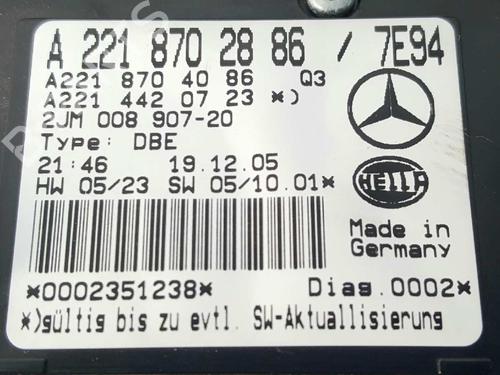 A 221 870 28 86 / 7E94
A221 870 40 86 Q3
A221 442 07 23 *)
2JM 008 907-20
Type: DBE
21:46 19.12.05
HW 05/23 SW 05/10.01*
HELLA
Made in
Germany
*0002351238* Diag.0002*
*)gültig bis zu evtl. SW-Aktuallisierung